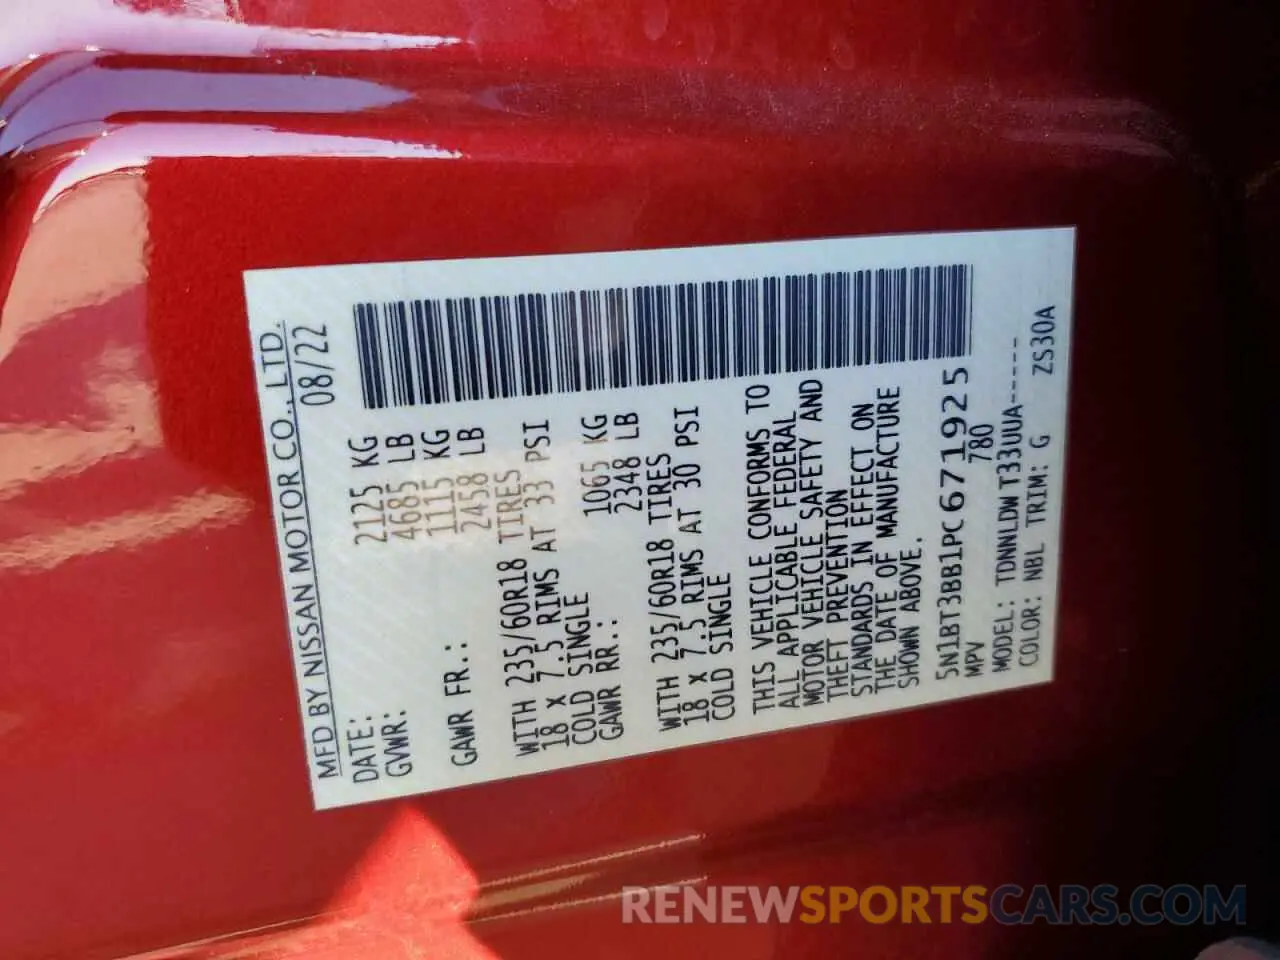 MFD BY NISSAN MOTOR CO., LTD.
DATE: 08/22
GVWR: 2125 KG
4685 LB
GAWR FR.: 1115 KG
2458 LB
WITH 235/60R18 TIRES
18 X 7.5 RIMS AT 33 PSI
COLD SINGLE
GAWR RR.: 1065 KG
2348 LB
WITH 235/60R18 TIRES
18 X 7.5 RIMS AT 30 PSI
COLD SINGLE
THIS VEHICLE CONFORMS TO
ALL APPLICABLE FEDERAL
MOTOR VEHICLE SAFETY AND
THEFT PREVENTION
STANDARDS IN EFFECT ON
THE DATE OF MANUFACTURE
SHOWN ABOVE.
5N1BT3BB1PC671925
MPV 780
MODEL: TDNNLDW T33UUA-----
COLOR: NBL TRIM: G ZS30A
RENEWSPORTSCARS.COM